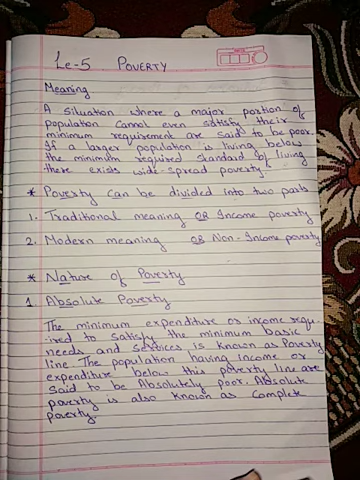 Le-5 POVERTY
Meaning
A situation where a major portion of
population cannot even satisfy their
minimum requirement are said to be poor.
If a larger population is living below
the minimum required standard of living
there exists wide-spread poverty.
* Poverty can be divided into two parts
1. Traditional meaning OR Income poverty
2. Modern meaning OR Non-Income poverty
* Nature of Poverty
1 Absolute Poverty
The minimum expenditure or income requ-
ired to satisfy the minimum basic
needs and services is known as Poverty
line. The population having income or
expenditure below this poverty line are
said to be Absolutely poor. Absolute
poverty is also known as complete
poverty.